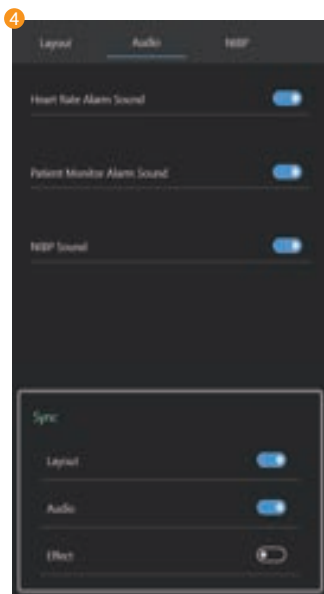 4
Layout Audio NIBP
Heart Rate Alarm Sound
Patient Monitor Alarm Sound
NIBP Sound
Sync
Layout
Audio
Effect